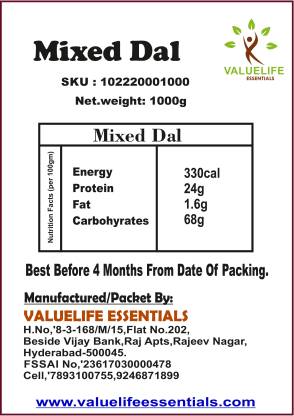 Mixed Dal
VALUELIFE
ESSENTIALS
SKU : 102220001000
Net.weight: 1000g
Mixed Dal
Nutrition Facts (per 100gm)
Energy 330cal
Protein 24g
Fat 1.6g
Carbohyrates 68g
Best Before 4 Months From Date Of Packing.
Manufactured/Packet By:
VALUELIFE ESSENTIALS
H.No,'8-3-168/M/15,Flat No.202,
Beside Vijay Bank,Raj Apts,Rajeev Nagar,
Hyderabad-500045.
FSSAI No,'23617030000478
Cell,'7893100755,9246871899
www.valuelifeessentials.com